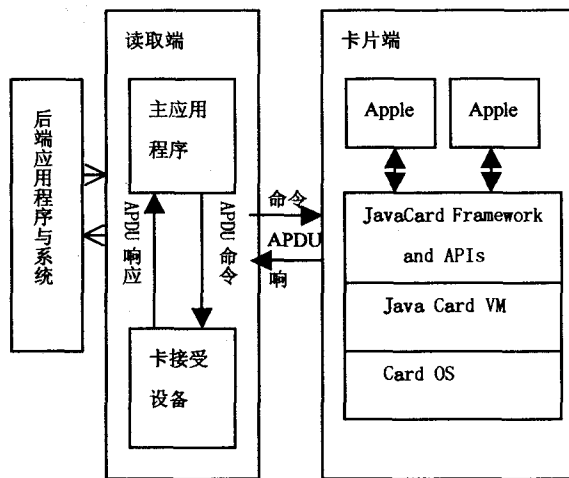 后端应用程序与系统
读取端
主应用
程序
APDU 响应
APDU 命令
卡接受
设备
命令
APDU
响
卡片端
Apple
Apple
JavaCard Framework
and APIs
Java Card VM
Card OS